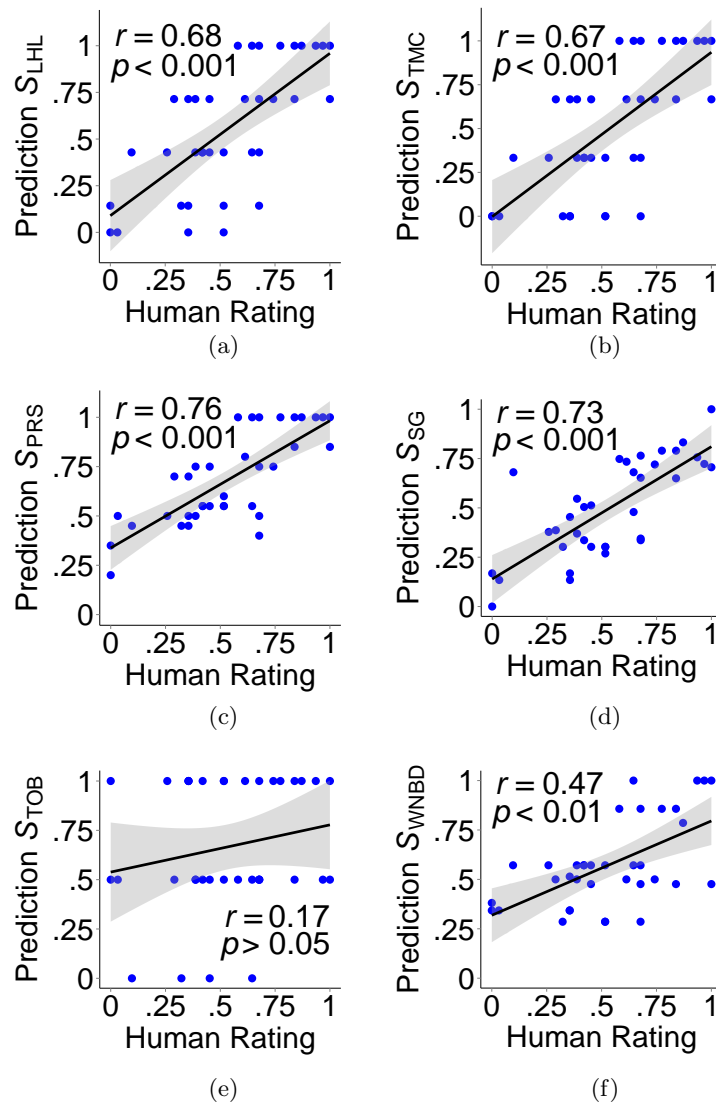 r = 0.68
p < 0.001
Prediction S_LHL
1
.75
.5
.25
0
0 .25 .5 .75 1
Human Rating
(a)
r = 0.67
p < 0.001
Prediction S_TMC
1
.75
.5
.25
0
0 .25 .5 .75 1
Human Rating
(b)
r = 0.76
p < 0.001
Prediction S_PRS
1
.75
.5
.25
0
0 .25 .5 .75 1
Human Rating
(c)
r = 0.73
p < 0.001
Prediction S_SG
1
.75
.5
.25
0
0 .25 .5 .75 1
Human Rating
(d)
Prediction S_TOB
1
.75
.5
.25
0
r = 0.17
p > 0.05
0 .25 .5 .75 1
Human Rating
(e)
r = 0.47
p < 0.01
Prediction S_WNBD
1
.75
.5
.25
0
0 .25 .5 .75 1
Human Rating
(f)